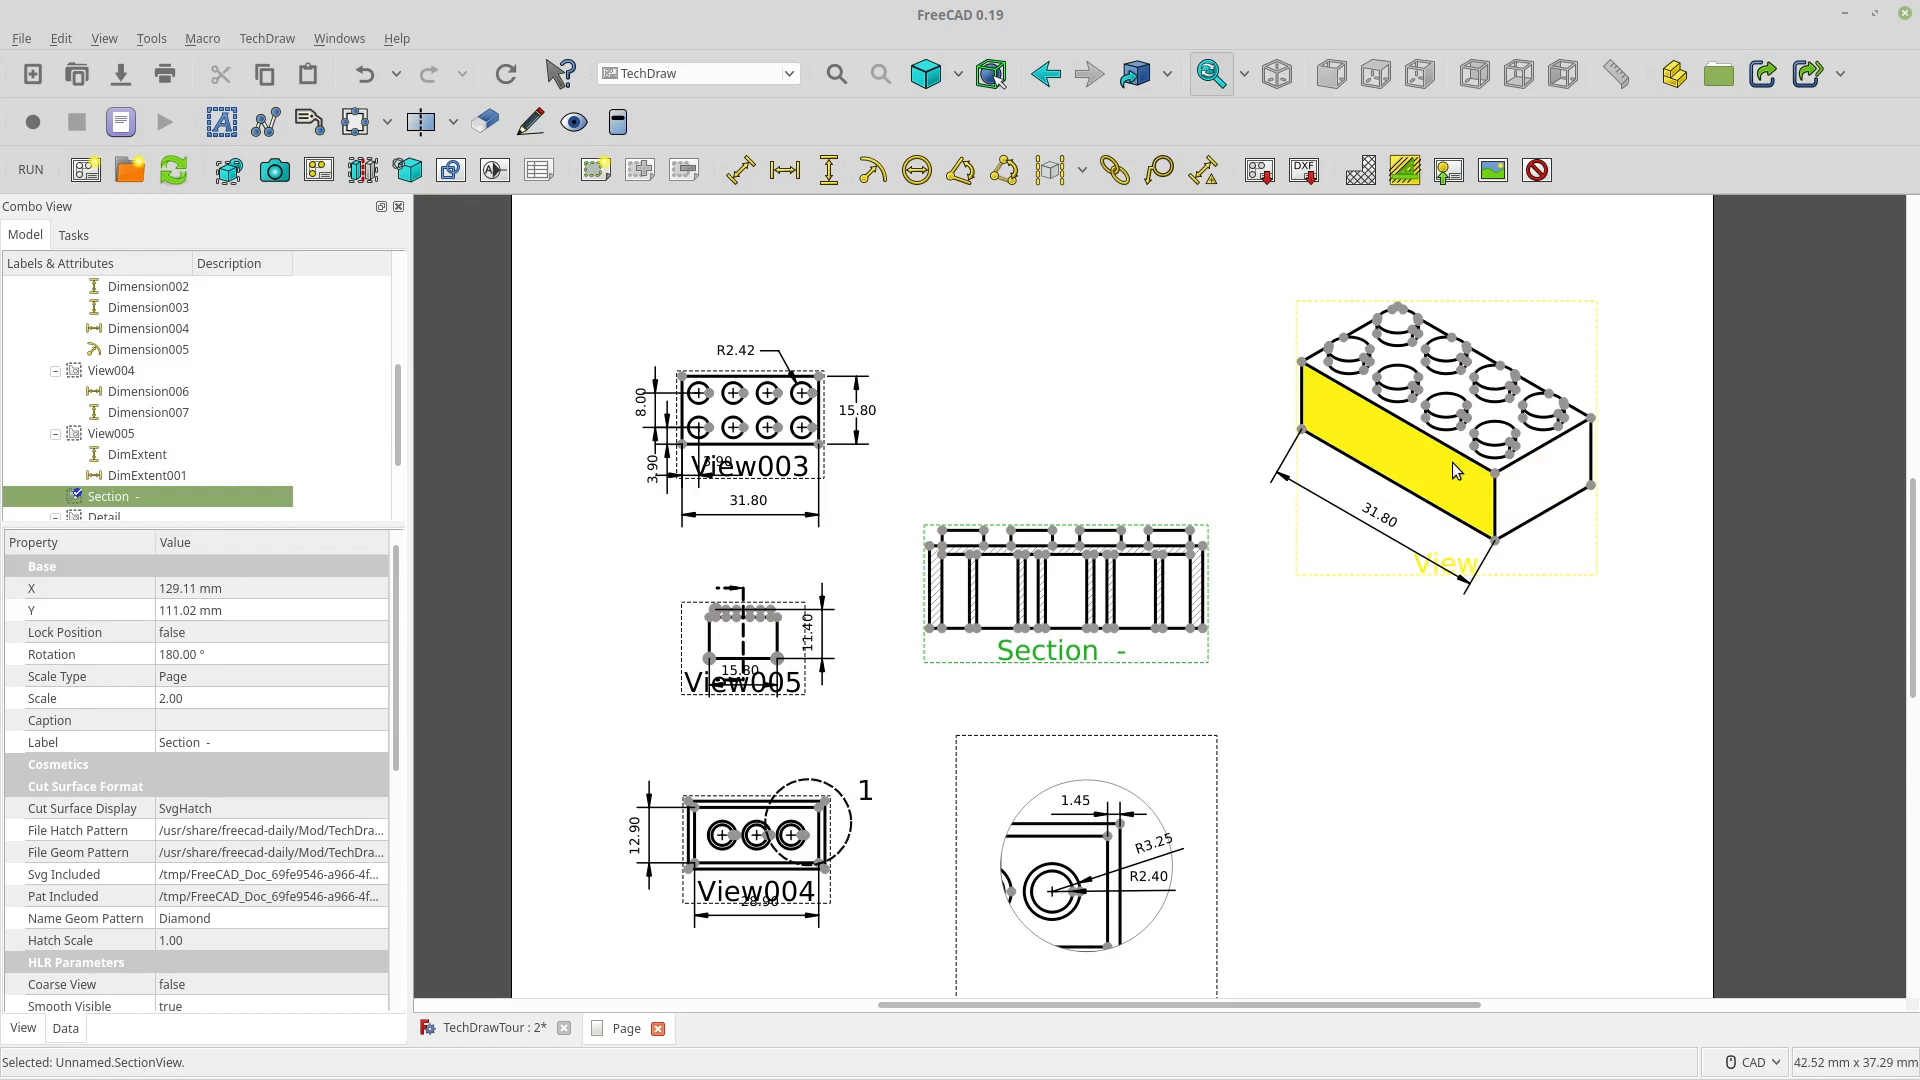 FreeCAD 0.19
File Edit View Tools Macro TechDraw Windows Help
TechDraw
RUN
DXF
Combo View
Model Tasks
Labels & Attributes Description
Dimension002
Dimension003
Dimension004
Dimension005
View004
Dimension006
Dimension007
View005
DimExtent
DimExtent001
Section -
Detail
Property Value
Base
X 129.11 mm
Y 111.02 mm
Lock Position false
Rotation 180.00 °
Scale Type Page
Scale 2.00
Caption
Label Section -
Cosmetics
Cut Surface Format
Cut Surface Display SvgHatch
File Hatch Pattern /usr/share/freecad-daily/Mod/TechDra...
File Geom Pattern /usr/share/freecad-daily/Mod/TechDra...
Svg Included /tmp/FreeCAD_Doc_69fe9546-a966-4f...
Pat Included /tmp/FreeCAD_Doc_69fe9546-a966-4f...
Name Geom Pattern Diamond
Hatch Scale 1.00
HLR Parameters
Coarse View false
Smooth Visible true
View Data
R2.42
8.00
15.80
3.90
3.90
View003
31.80
11.40
15.80
View005
1
12.90
View004
28.90
Section -
31.80
View
1.45
R3.25
R2.40
TechDrawTour : 2*
Page
Selected: Unnamed.SectionView.
CAD
42.52 mm x 37.29 mm